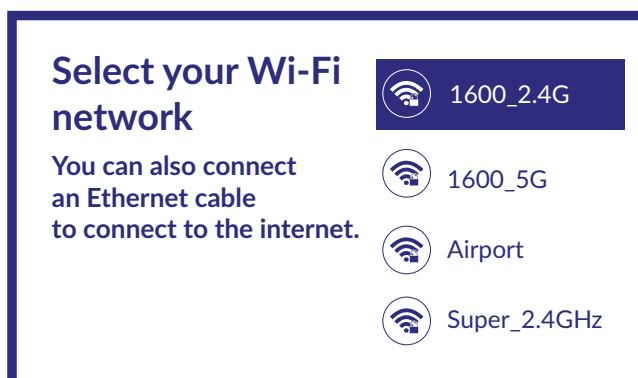 Select your Wi-Fi
network
You can also connect
an Ethernet cable
to connect to the internet.
1600_2.4G
1600_5G
Airport
Super_2.4GHz